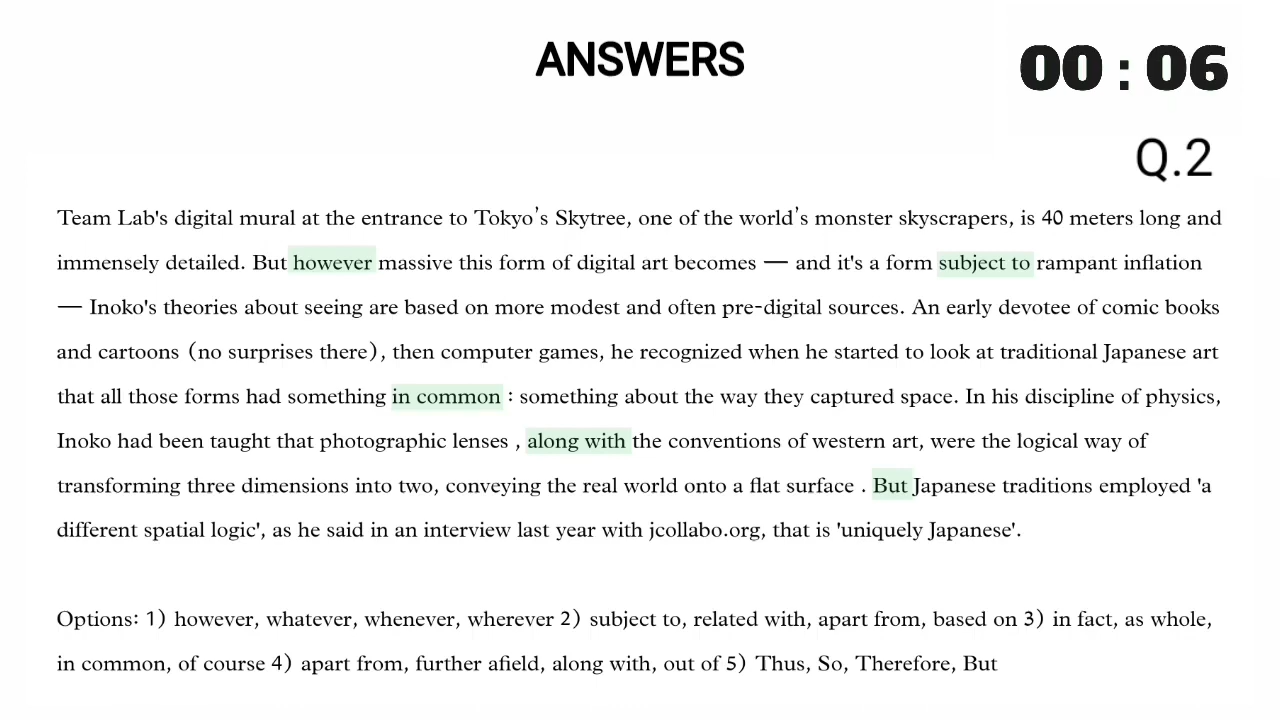 ANSWERS
00 : 06
Q.2
Team Lab's digital mural at the entrance to Tokyo’s Skytree, one of the world’s monster skyscrapers, is 40 meters long and
immensely detailed. But however massive this form of digital art becomes — and it's a form subject to rampant inflation
— Inoko's theories about seeing are based on more modest and often pre-digital sources. An early devotee of comic books
and cartoons (no surprises there), then computer games, he recognized when he started to look at traditional Japanese art
that all those forms had something in common : something about the way they captured space. In his discipline of physics,
Inoko had been taught that photographic lenses , along with the conventions of western art, were the logical way of
transforming three dimensions into two, conveying the real world onto a flat surface . But Japanese traditions employed 'a
different spatial logic', as he said in an interview last year with jcollabo.org, that is 'uniquely Japanese'.
Options: 1) however, whatever, whenever, wherever 2) subject to, related with, apart from, based on 3) in fact, as whole,
in common, of course 4) apart from, further afield, along with, out of 5) Thus, So, Therefore, But